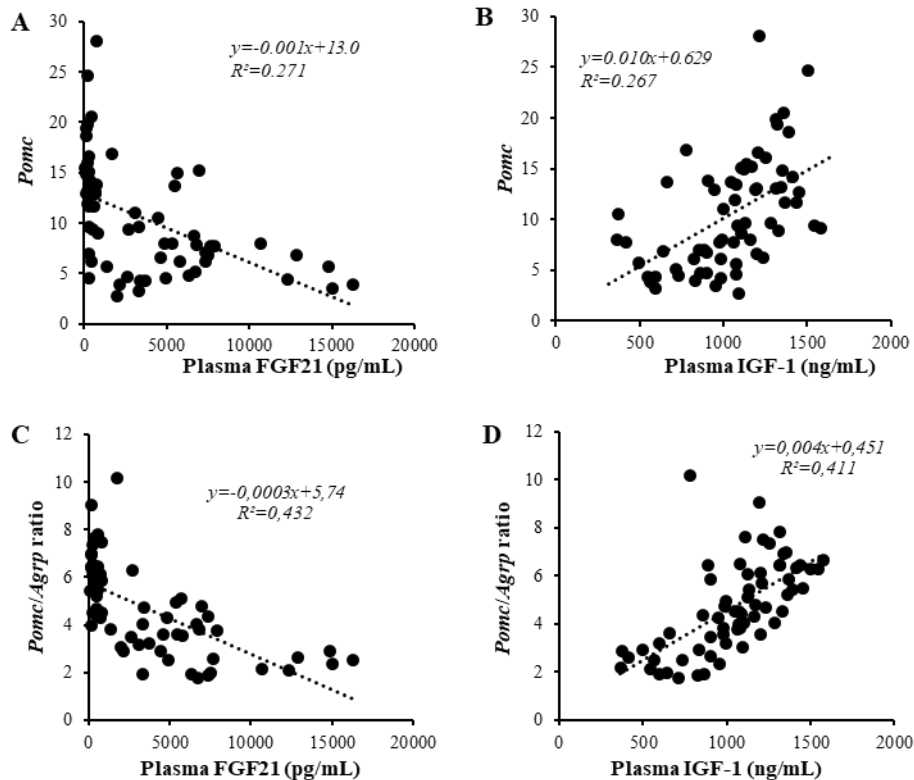 A
y=-0.001x+13.0
R²=0.271
Pomc
30
25
20
15
10
5
0
0
5000
10000
15000
20000
Plasma FGF21 (pg/mL)
B
y=0.010x+0.629
R²=0.267
Pomc
30
25
20
15
10
5
0
0
500
1000
1500
2000
Plasma IGF-1 (ng/mL)
C
y=-0,0003x+5,74
R²=0,432
Pomc/Agrp ratio
12
10
8
6
4
2
0
0
5000
10000
15000
20000
Plasma FGF21 (pg/mL)
D
y=0,004x+0,451
R²=0,411
Pomc/Agrp ratio
12
10
8
6
4
2
0
0
500
1000
1500
2000
Plasma IGF-1 (ng/mL)